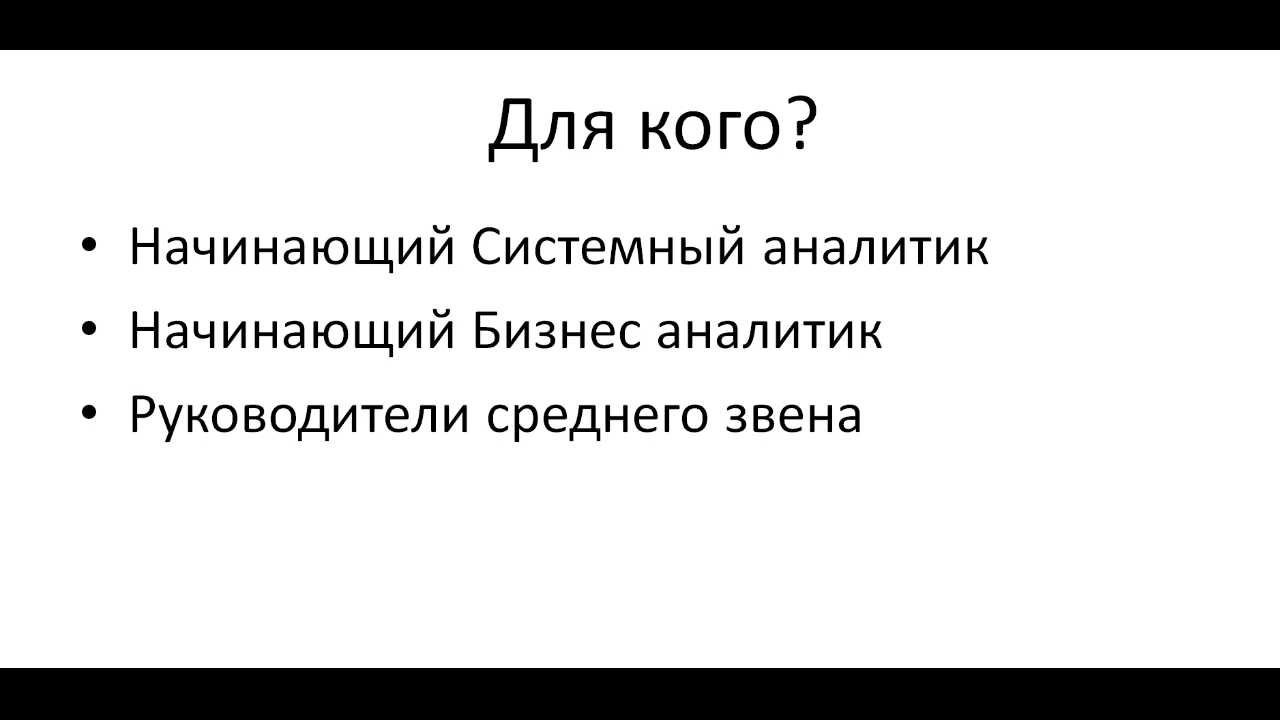 Для кого?
• Начинающий Системный аналитик
• Начинающий Бизнес аналитик
• Руководители среднего звена